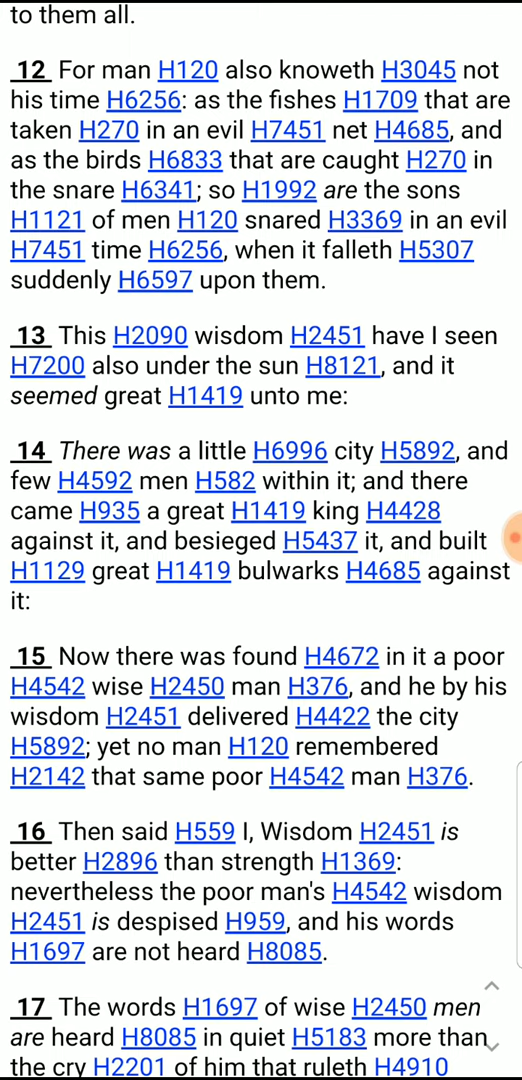 to them all.
12 For man H120 also knoweth H3045 not
his time H6256: as the fishes H1709 that are
taken H270 in an evil H7451 net H4685, and
as the birds H6833 that are caught H270 in
the snare H6341; so H1992 are the sons
H1121 of men H120 snared H3369 in an evil
H7451 time H6256, when it falleth H5307
suddenly H6597 upon them.
13 This H2090 wisdom H2451 have I seen
H7200 also under the sun H8121, and it
seemed great H1419 unto me:
14 There was a little H6996 city H5892, and
few H4592 men H582 within it; and there
came H935 a great H1419 king H4428
against it, and besieged H5437 it, and built
H1129 great H1419 bulwarks H4685 against
it:
15 Now there was found H4672 in it a poor
H4542 wise H2450 man H376, and he by his
wisdom H2451 delivered H4422 the city
H5892; yet no man H120 remembered
H2142 that same poor H4542 man H376.
16 Then said H559 I, Wisdom H2451 is
better H2896 than strength H1369:
nevertheless the poor man's H4542 wisdom
H2451 is despised H959, and his words
H1697 are not heard H8085.
17 The words H1697 of wise H2450 men
are heard H8085 in quiet H5183 more than
the cry H2201 of him that ruleth H4910